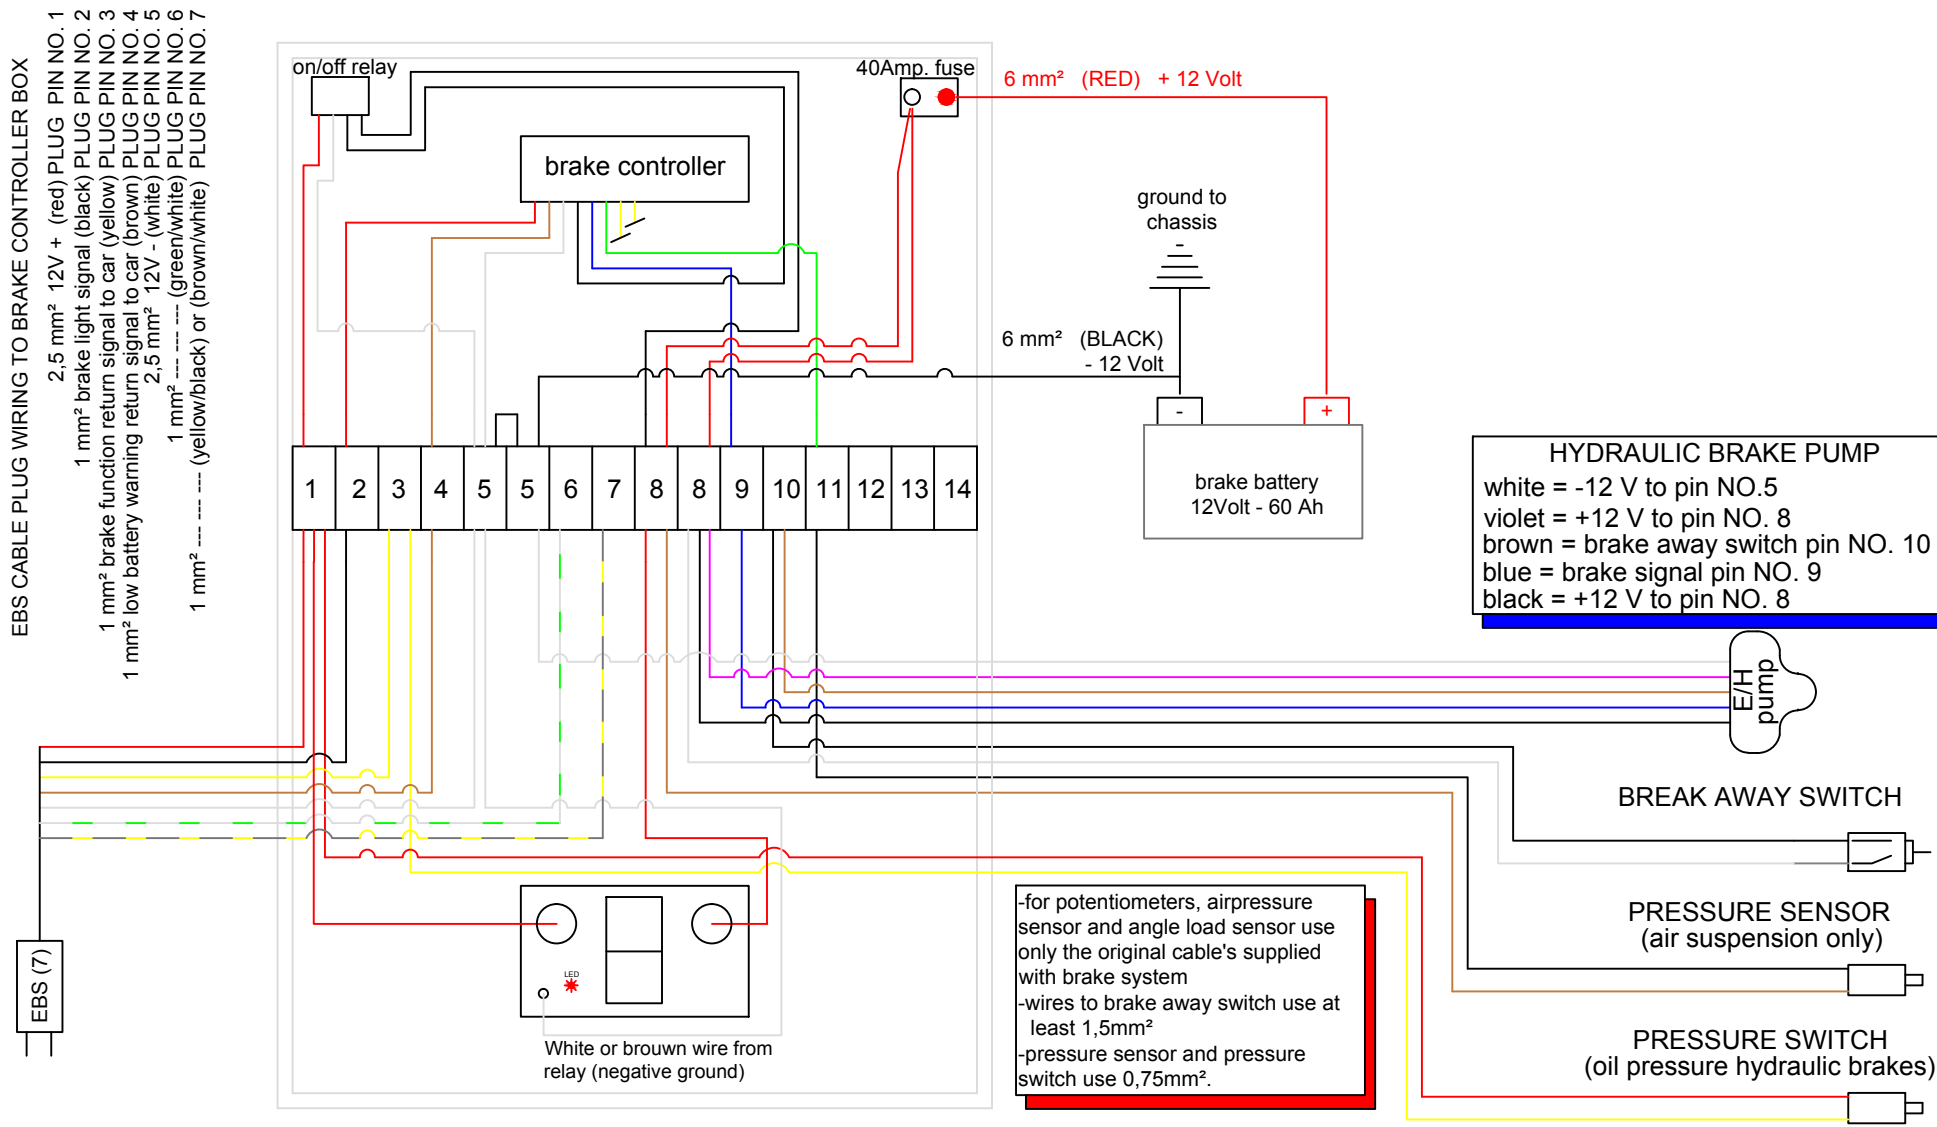 EBS CABLE PLUG WIRING TO BRAKE CONTROLLER BOX
2,5 mm² 12V + (red) PLUG PIN NO. 1
1 mm² brake light signal (black) PLUG PIN NO. 2
1 mm² brake function return signal to car (yellow) PLUG PIN NO. 3
1 mm² low battery warning return signal to car (brown) PLUG PIN NO. 4
2,5 mm² 12V - (white) PLUG PIN NO. 5
1 mm² ---- ---- ---- (green/white) PLUG PIN NO. 6
1 mm² ---- ---- --- (yellow/black) or (brown/white) PLUG PIN NO. 7
on/off relay
40Amp. fuse
6 mm² (RED) + 12 Volt
brake controller
ground to
chassis
6 mm² (BLACK)
- 12 Volt
-
+
brake battery
12Volt - 60 Ah
1 2 3 4 5 5 6 7 8 8 9 10 11 12 13 14
HYDRAULIC BRAKE PUMP
white = -12 V to pin NO.5
violet = +12 V to pin NO. 8
brown = brake away switch pin NO. 10
blue = brake signal pin NO. 9
black = +12 V to pin NO. 8
E/H
pump
BREAK AWAY SWITCH
PRESSURE SENSOR
(air suspension only)
PRESSURE SWITCH
(oil pressure hydraulic brakes)
EBS (7)
LED
White or brouwn wire from
relay (negative ground)
-for potentiometers, airpressure
sensor and angle load sensor use
only the original cable's supplied
with brake system
-wires to brake away switch use at
least 1,5mm²
-pressure sensor and pressure
switch use 0,75mm².